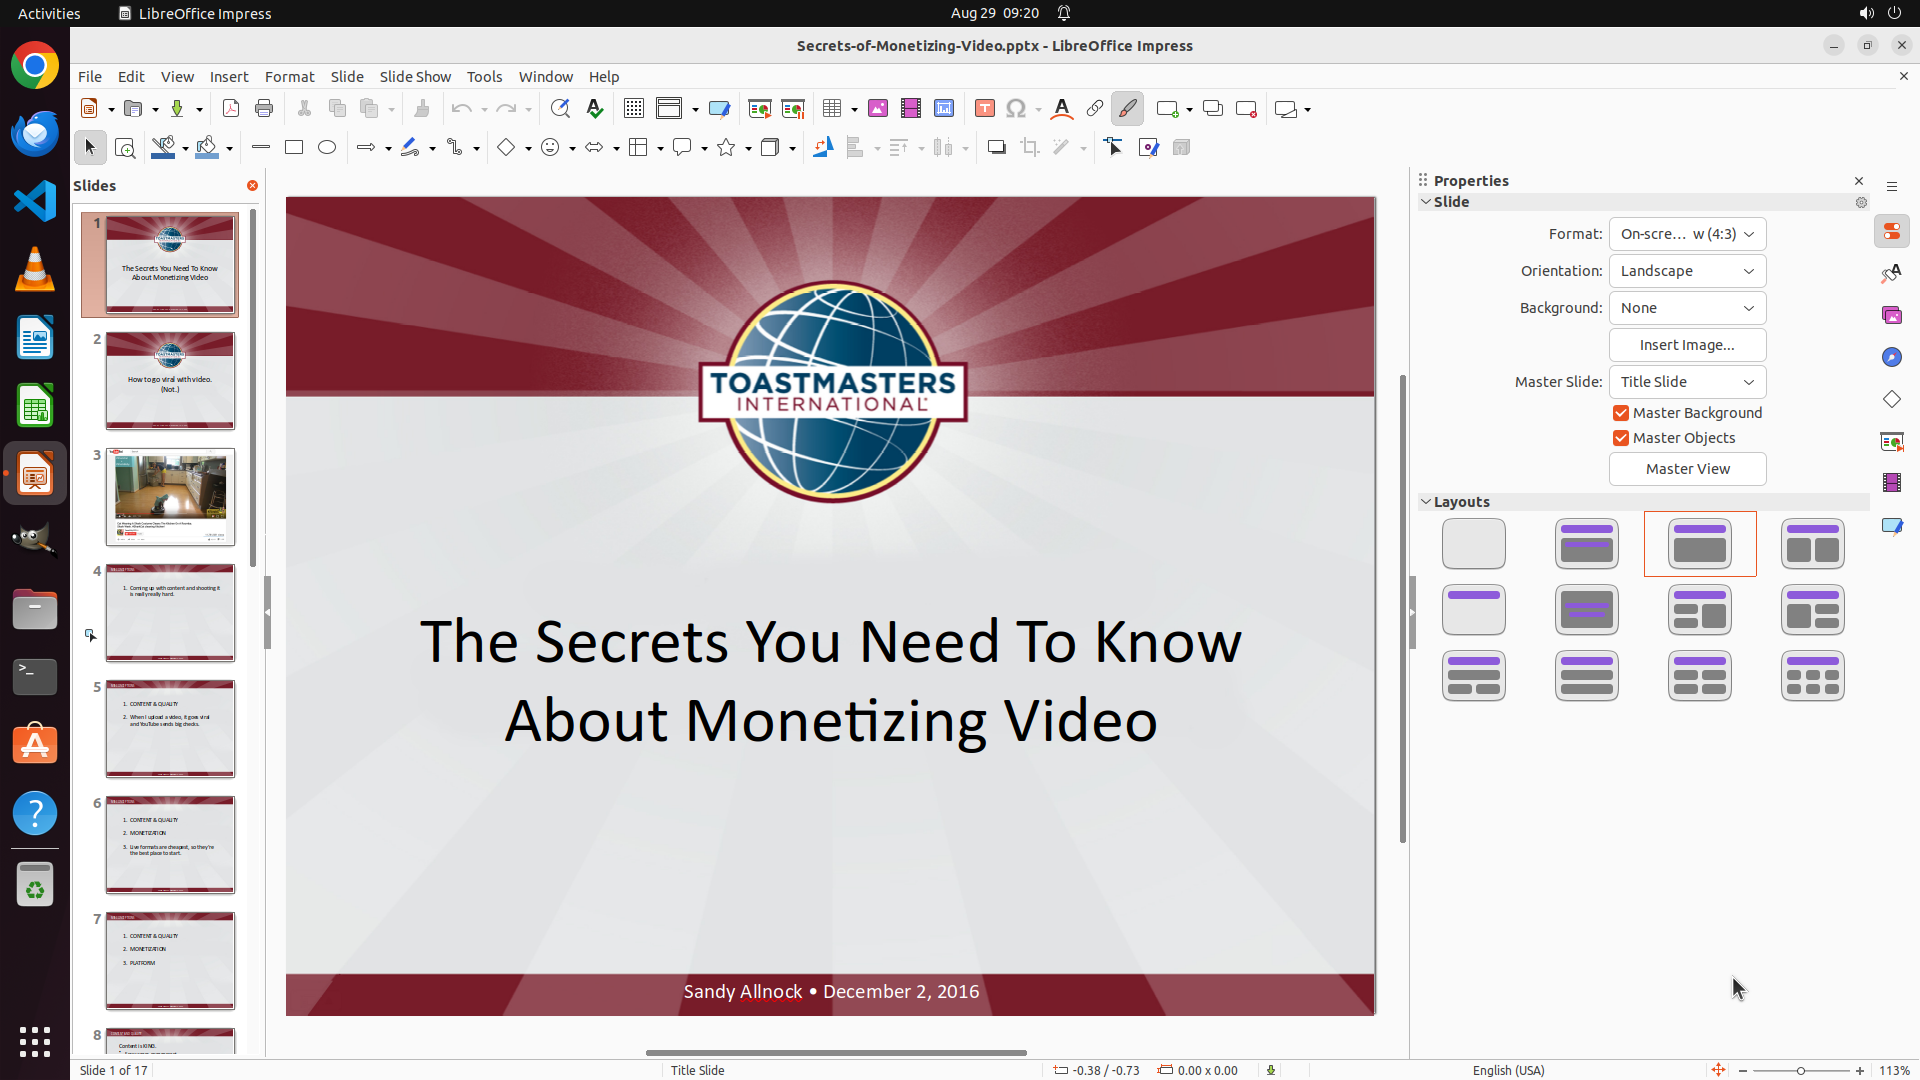 Activities
LibreOffice Impress
Aug 29 09:20
Secrets-of-Monetizing-Video.pptx - LibreOffice Impress
File Edit View Insert Format Slide Slide Show Tools Window Help
Slides
Properties
Slide
Format: On-scre... w (4:3)
Orientation: Landscape
Background: None
Insert Image...
Master Slide: Title Slide
Master Background
Master Objects
Master View
Layouts
1
The Secrets You Need To Know
About Monetizing Video
2
How to go viral with video.
(Not.)
3
4
1. Coming up with content and shooting it
is really really hard.
5
1. CONTENT & QUALITY
2. When I upload a video, it goes viral
and YouTube sends big checks.
6
1. CONTENT & QUALITY
2. MONETIZATION
3. Live formats are cheapest, so they're
the best place to start.
7
1. CONTENT & QUALITY
2. MONETIZATION
3. PLATFORM
8
Content is KING.
TOASTMASTERS
INTERNATIONAL
The Secrets You Need To Know
About Monetizing Video
Sandy Allnock • December 2, 2016
Slide 1 of 17
Title Slide
-0.38 / -0.73
0.00 x 0.00
English (USA)
113%